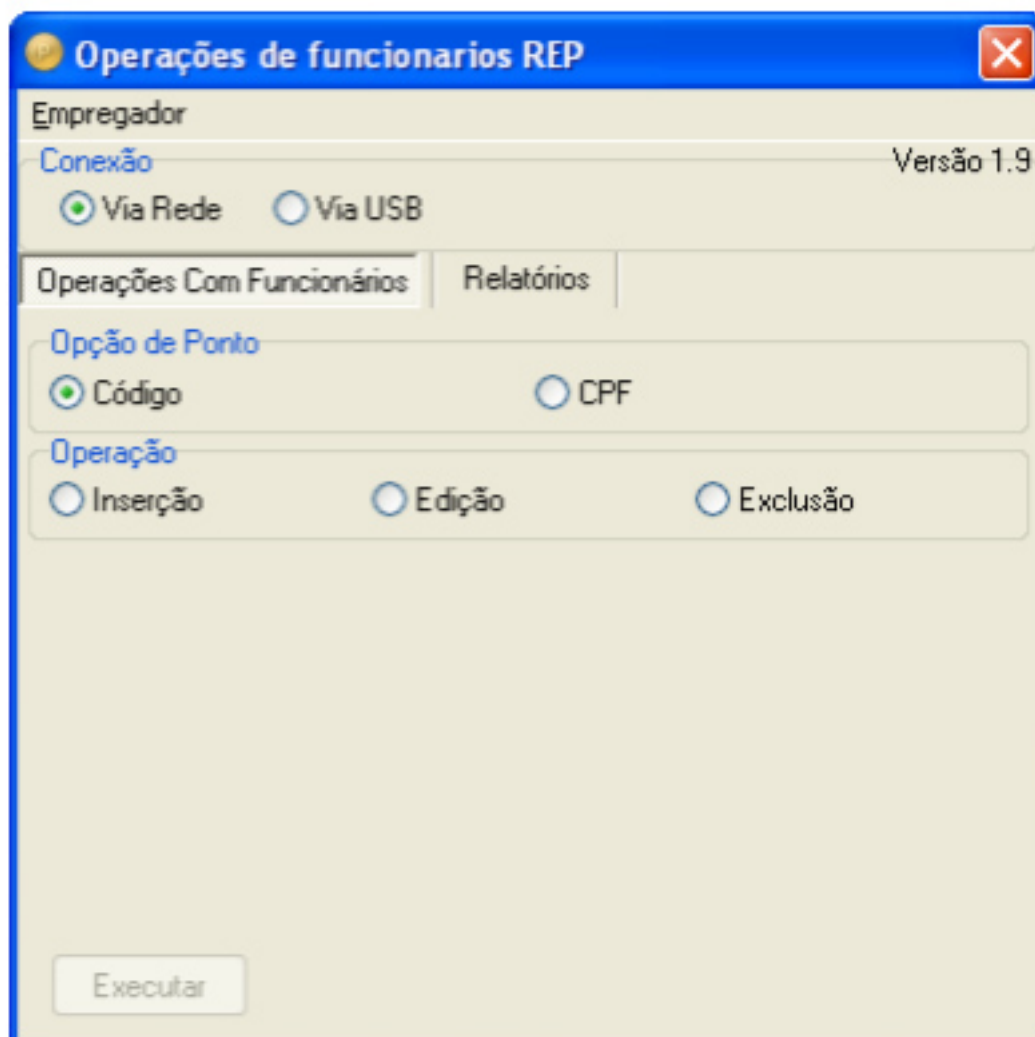 Operações de funcionarios REP
Empregador
Conexão Versão 1.9
Via Rede Via USB
Operações Com Funcionários Relatórios
Opção de Ponto
Código CPF
Operação
Inserção Edição Exclusão
Executar